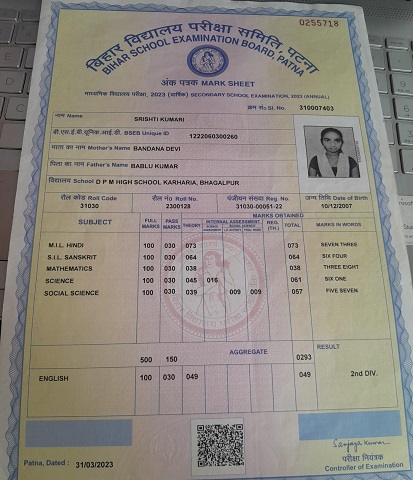 0255718
बिहार विद्यालय परीक्षा समिति, पटना
BIHAR SCHOOL EXAMINATION BOARD, PATNA
अंक पत्रक MARK SHEET
माध्यमिक विद्यालय परीक्षा, 2023 (वार्षिक) SECONDARY SCHOOL EXAMINATION, 2023 (ANNUAL)
क्रम सं० Sl. No. 310007403
नाम Name SRISHTI KUMARI
बी.एस.ई.बी.यूनिक.आई.डी. BSEB Unique ID 1222060300260
माता का नाम Mother's Name BANDANA DEVI
पिता का नाम Father's Name BABLU KUMAR
विद्यालय School D P M HIGH SCHOOL, KARHARIA, BHAGALPUR
रौल कोड Roll Code रौल नं० Roll No. पंजीयन संख्या Reg. No. जन्म तिथि Date of Birth
31030 2300128 31030-00051-22 10/12/2007
MARKS OBTAINED
SUBJECT FULL MARKS PASS MARKS THEORY INTERNAL ASSESSMENT REG. (TH.) TOTAL MARKS IN WORDS
M.I.L. HINDI 100 030 073 073 SEVEN THREE
S.I.L. SANSKRIT 100 030 064 064 SIX FOUR
MATHEMATICS 100 030 038 038 THREE EIGHT
SCIENCE 100 030 045 016 061 SIX ONE
SOCIAL SCIENCE 100 030 039 009 009 057 FIVE SEVEN
500 150 AGGREGATE 0293 RESULT
ENGLISH 100 030 049 049 2nd DIV.
Sanjay Kumar
परीक्षा नियंत्रक
Patna, Dated : 31/03/2023 Controller of Examination